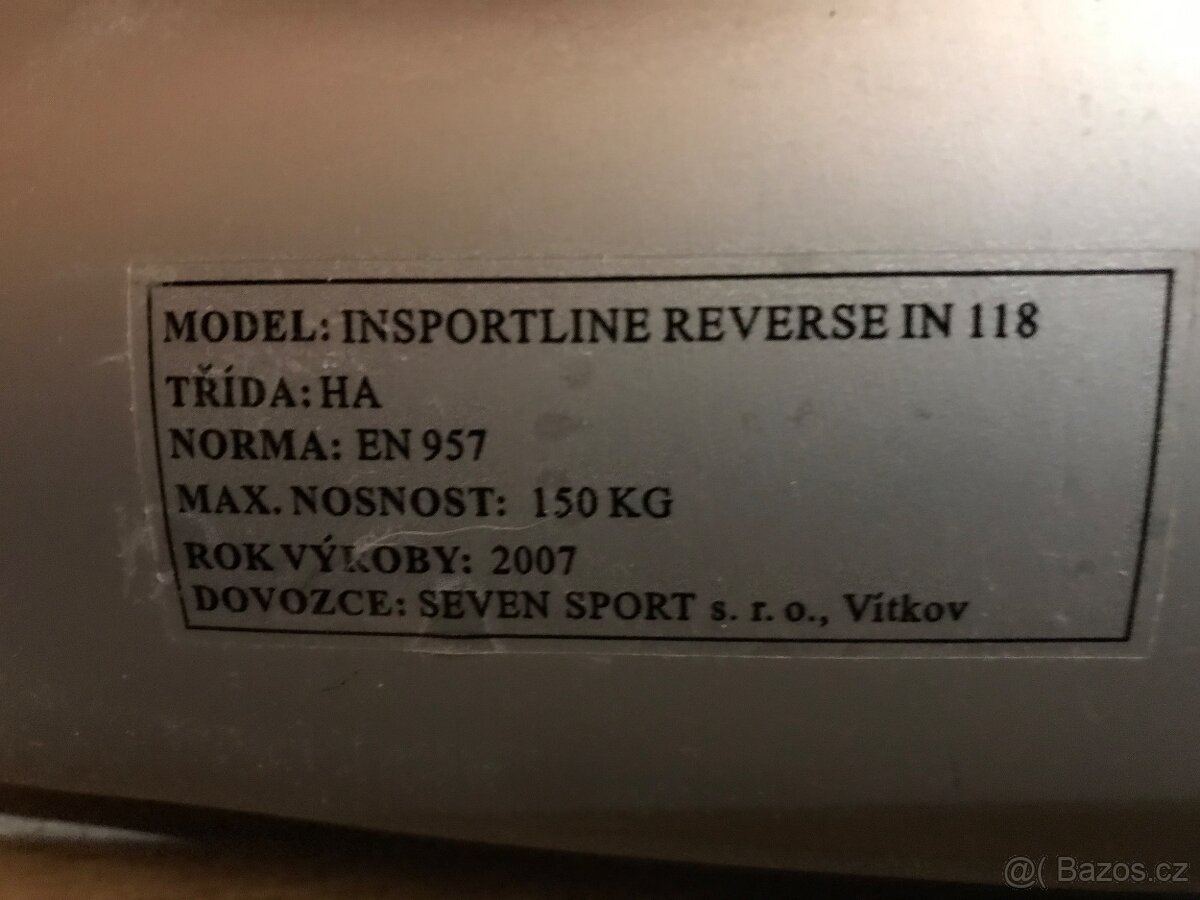 MODEL: INSPORTLINE REVERSE IN 118
TŘÍDA: HA
NORMA: EN 957
MAX. NOSNOST: 150 KG
ROK VÝROBY: 2007
DOVOZCE: SEVEN SPORT s. r. o., Vítkov
@( Bazos.cz